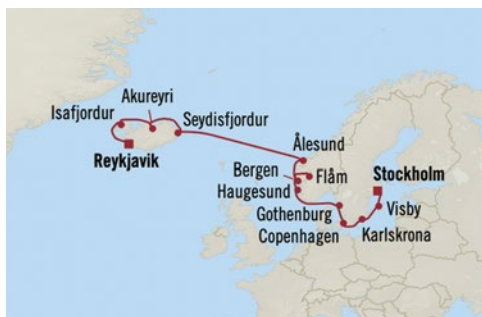 Akureyri
Isafjordur
Seydisfjordur
Reykjavik
Ålesund
Bergen
Flåm
Stockholm
Haugesund
Visby
Gothenburg
Copenhagen
Karlskrona